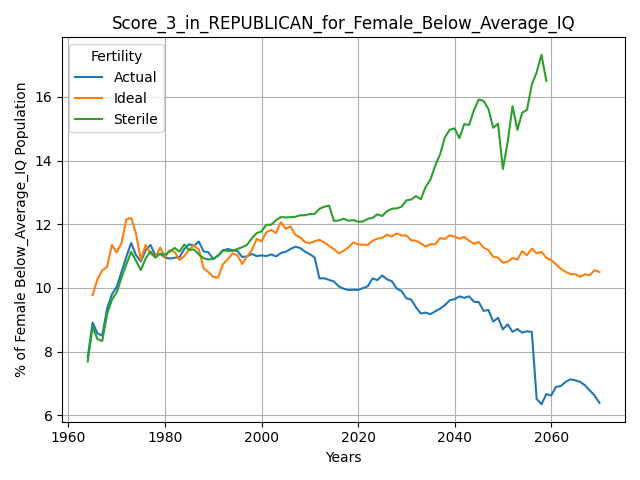 Score_3_in_REPUBLICAN_for_Female_Below_Average_IQ
Fertility
Actual
Ideal
Sterile
% of Female Below_Average_IQ Population
16
14
12
10
8
6
1960
1980
2000
2020
2040
2060
Years